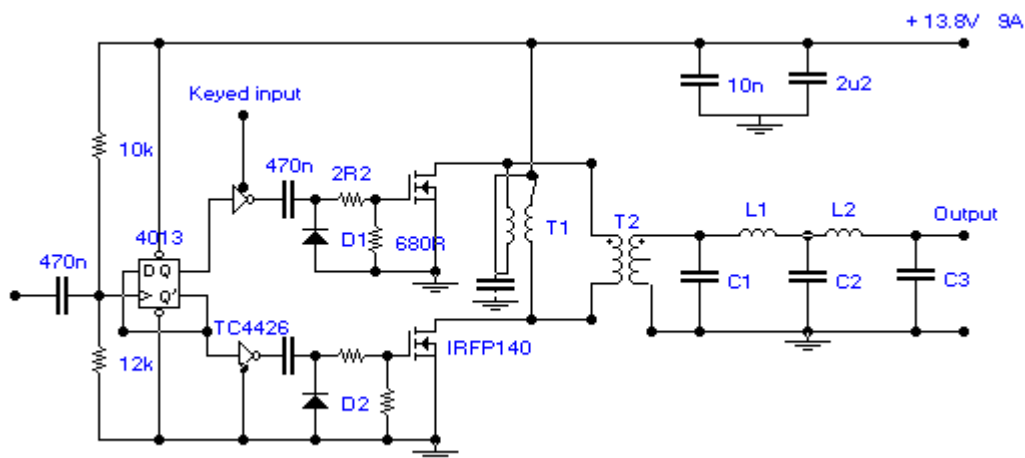 + 13.8V 9A
Keyed input
10n
2u2
10k
470n
2R2
4013
D1
680R
T1
T2
L1
L2
Output
470n
D Q
> Q'
C1
C2
C3
TC4426
IRFP140
12k
D2